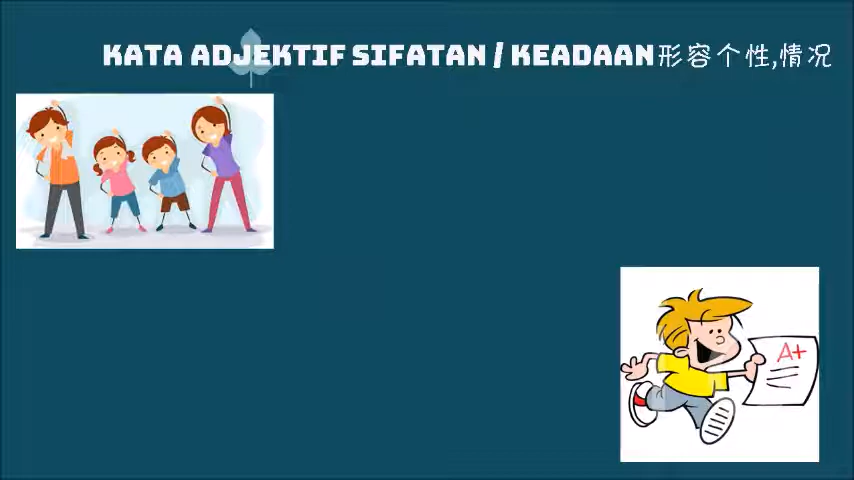 KATA ADJEKTIF SIFATAN / KEADAAN形容个性,情况
A+